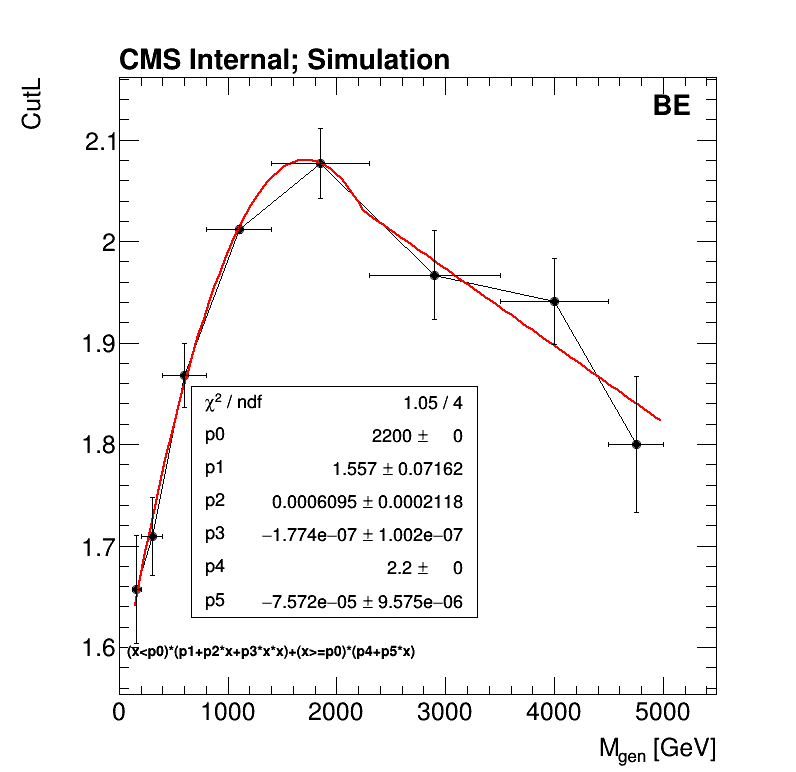 CMS Internal; Simulation
CutL
BE
2.1
2
1.9
1.8
1.7
1.6
χ² / ndf 1.05 / 4
p0 2200 ± 0
p1 1.557 ± 0.07162
p2 0.0006095 ± 0.0002118
p3 −1.774e−07 ± 1.002e−07
p4 2.2 ± 0
p5 −7.572e−05 ± 9.575e−06
(x<p0)*(p1+p2*x+p3*x*x)+(x>=p0)*(p4+p5*x)
0 1000 2000 3000 4000 5000
Mgen [GeV]